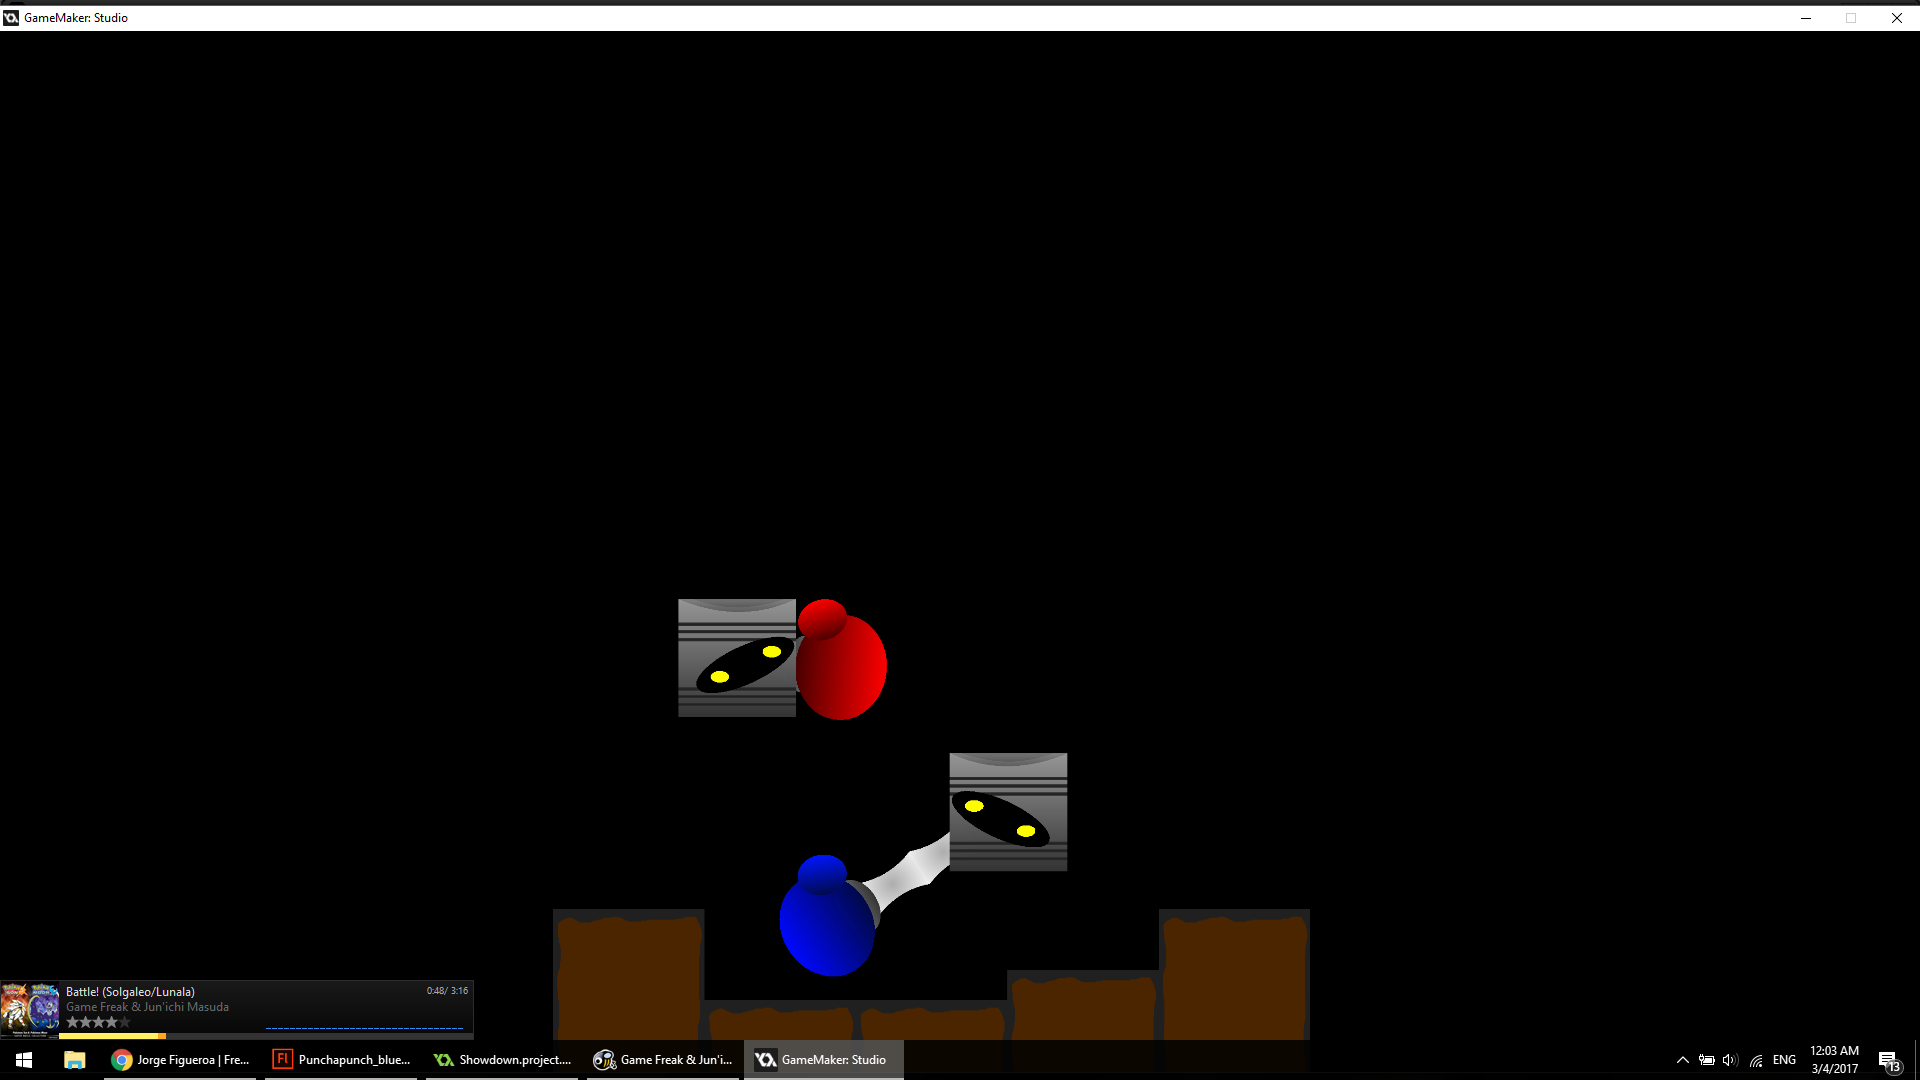 GameMaker: Studio
Battle! (Solgaleo/Lunala)
0:48/ 3:16
Game Freak & Jun'ichi Masuda
Jorge Figueroa | Fre...
Fl
Punchapunch_blue...
Showdown.project....
Game Freak & Jun'i...
GameMaker: Studio
ENG
12:03 AM
3/4/2017
13